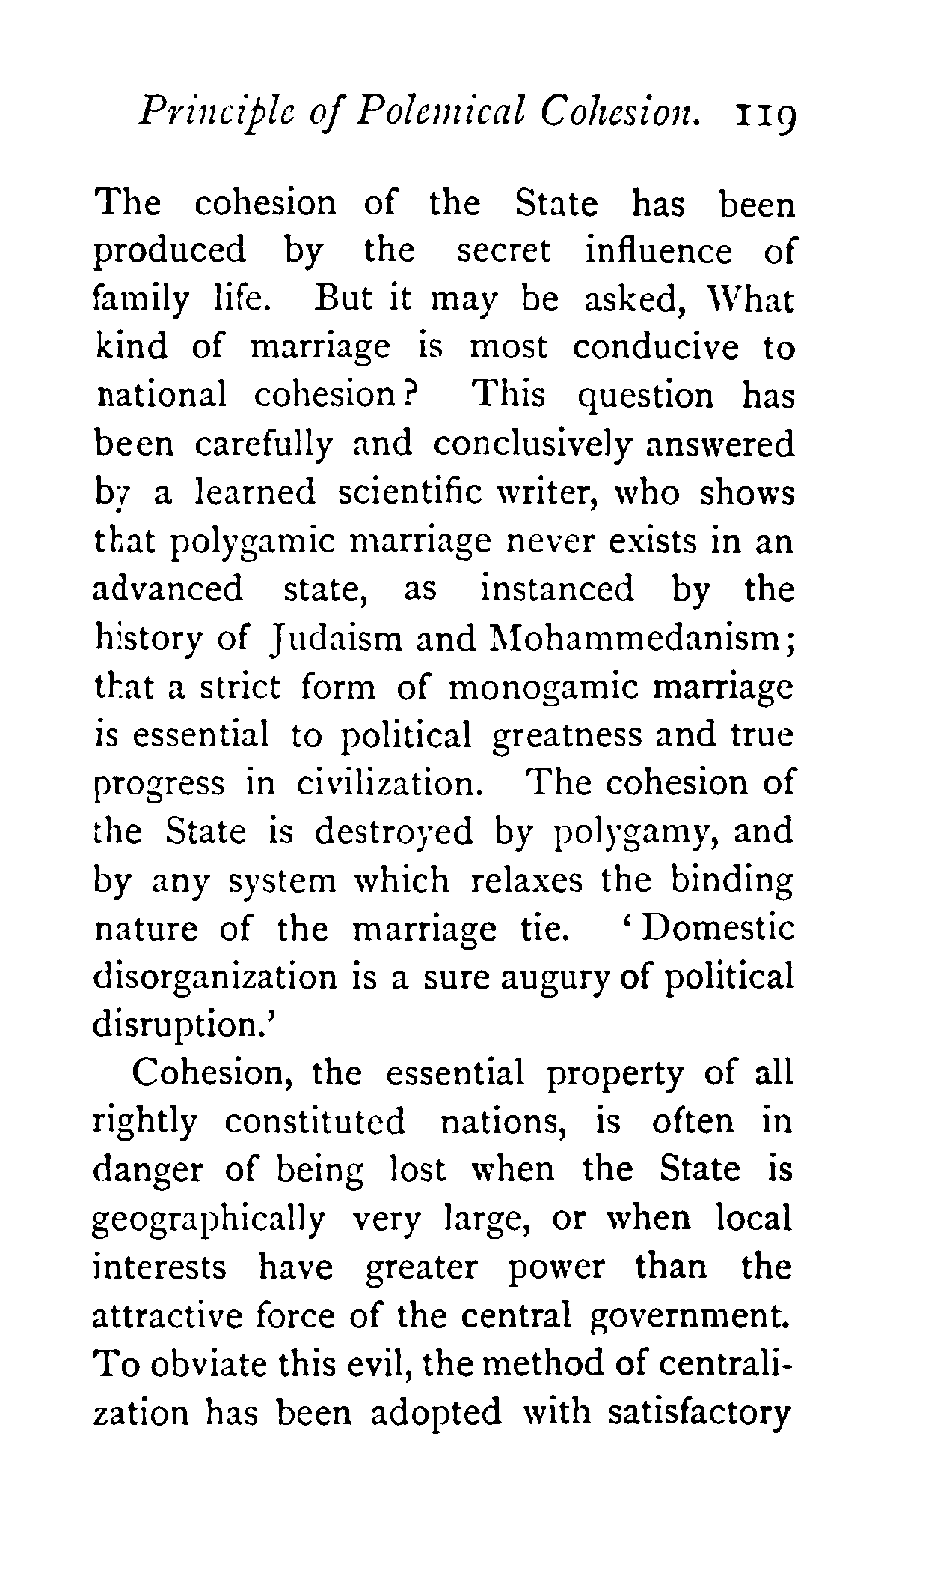 Principle of Polemical Cohesion. 119
The cohesion of the State has been
produced by the secret influence of
family life. But it may be asked, What
kind of marriage is most conducive to
national cohesion? This question has
been carefully and conclusively answered
by a learned scientific writer, who shows
that polygamic marriage never exists in an
advanced state, as instanced by the
history of Judaism and Mohammedanism;
that a strict form of monogamic marriage
is essential to political greatness and true
progress in civilization. The cohesion of
the State is destroyed by polygamy, and
by any system which relaxes the binding
nature of the marriage tie. ‘Domestic
disorganization is a sure augury of political
disruption.’
Cohesion, the essential property of all
rightly constituted nations, is often in
danger of being lost when the State is
geographically very large, or when local
interests have greater power than the
attractive force of the central government.
To obviate this evil, the method of centrali-
zation has been adopted with satisfactory